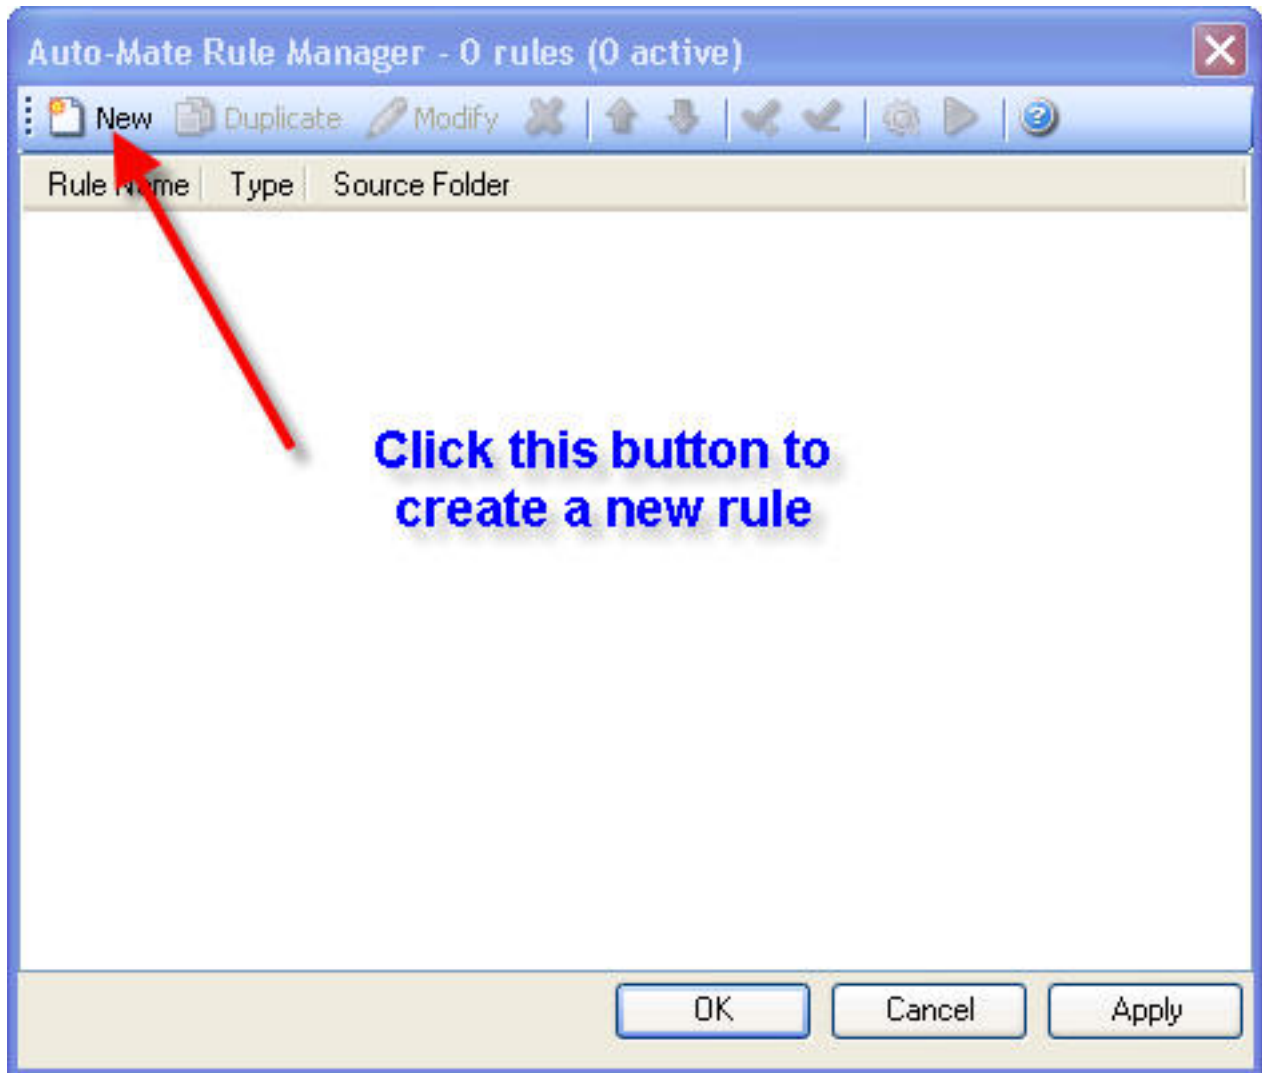 Auto-Mate Rule Manager - 0 rules (0 active)
New Duplicate Modify
Rule Name Type Source Folder
Click this button to
create a new rule
OK Cancel Apply